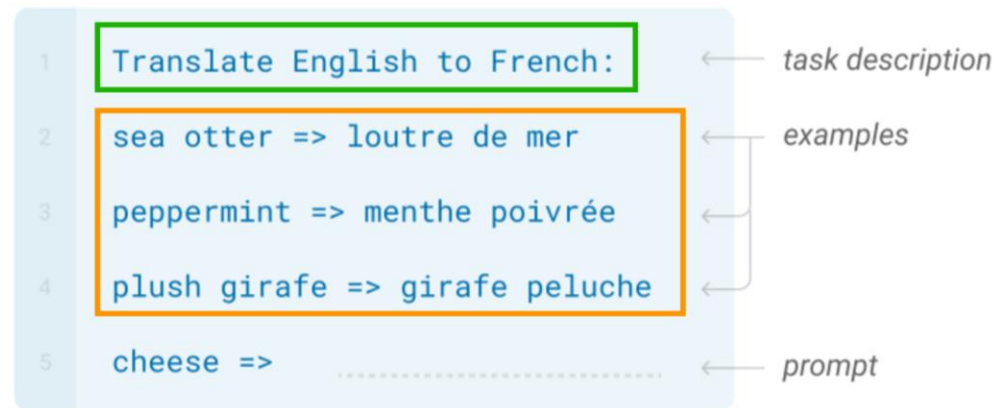 1 Translate English to French: task description
2 sea otter => loutre de mer examples
3 peppermint => menthe poivrée
4 plush girafe => girafe peluche
5 cheese => prompt